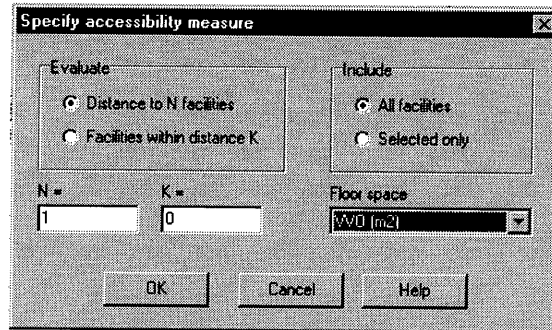 Specify accessibility measure
Evaluate
Distance to N facilities
Facilities within distance K
Include
All facilities
Selected only
N =
1
K =
0
Floor space
VVO (m2)
OK
Cancel
Help